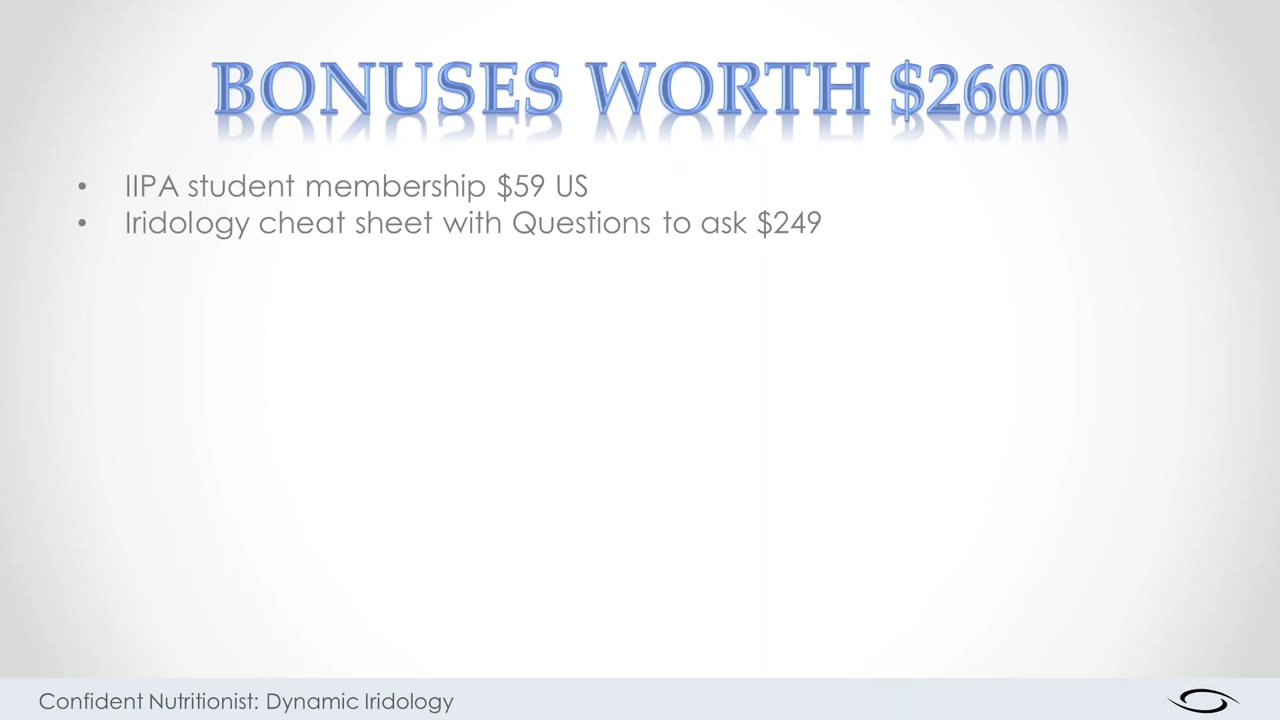 BONUSES WORTH $2600
• IIPA student membership $59 US
• Iridology cheat sheet with Questions to ask $249
Confident Nutritionist: Dynamic Iridology